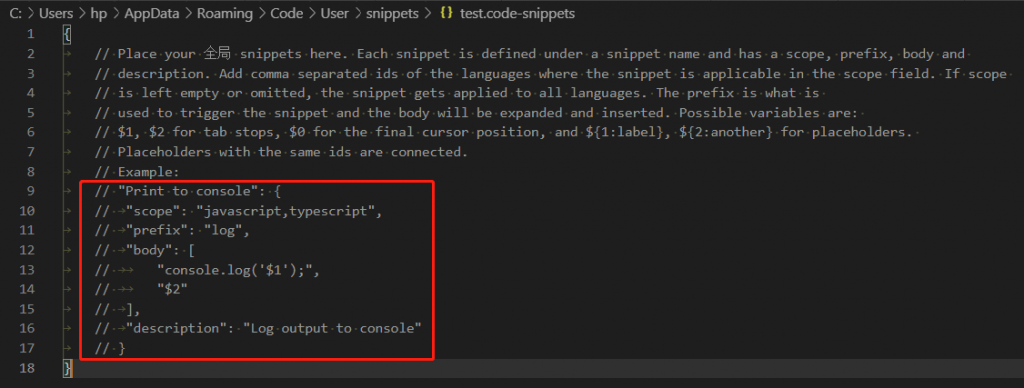 C: > Users > hp > AppData > Roaming > Code > User > snippets > {} test.code-snippets
1 {
2 // Place your 全局 snippets here. Each snippet is defined under a snippet name and has a scope, prefix, body and
3 // description. Add comma separated ids of the languages where the snippet is applicable in the scope field. If scope
4 // is left empty or omitted, the snippet gets applied to all languages. The prefix is what is
5 // used to trigger the snippet and the body will be expanded and inserted. Possible variables are:
6 // $1, $2 for tab stops, $0 for the final cursor position, and ${1:label}, ${2:another} for placeholders.
7 // Placeholders with the same ids are connected.
8 // Example:
9 // "Print to console": {
10 // "scope": "javascript,typescript",
11 // "prefix": "log",
12 // "body": [
13 // "console.log('$1');",
14 // "$2"
15 // ],
16 // "description": "Log output to console"
17 // }
18 }